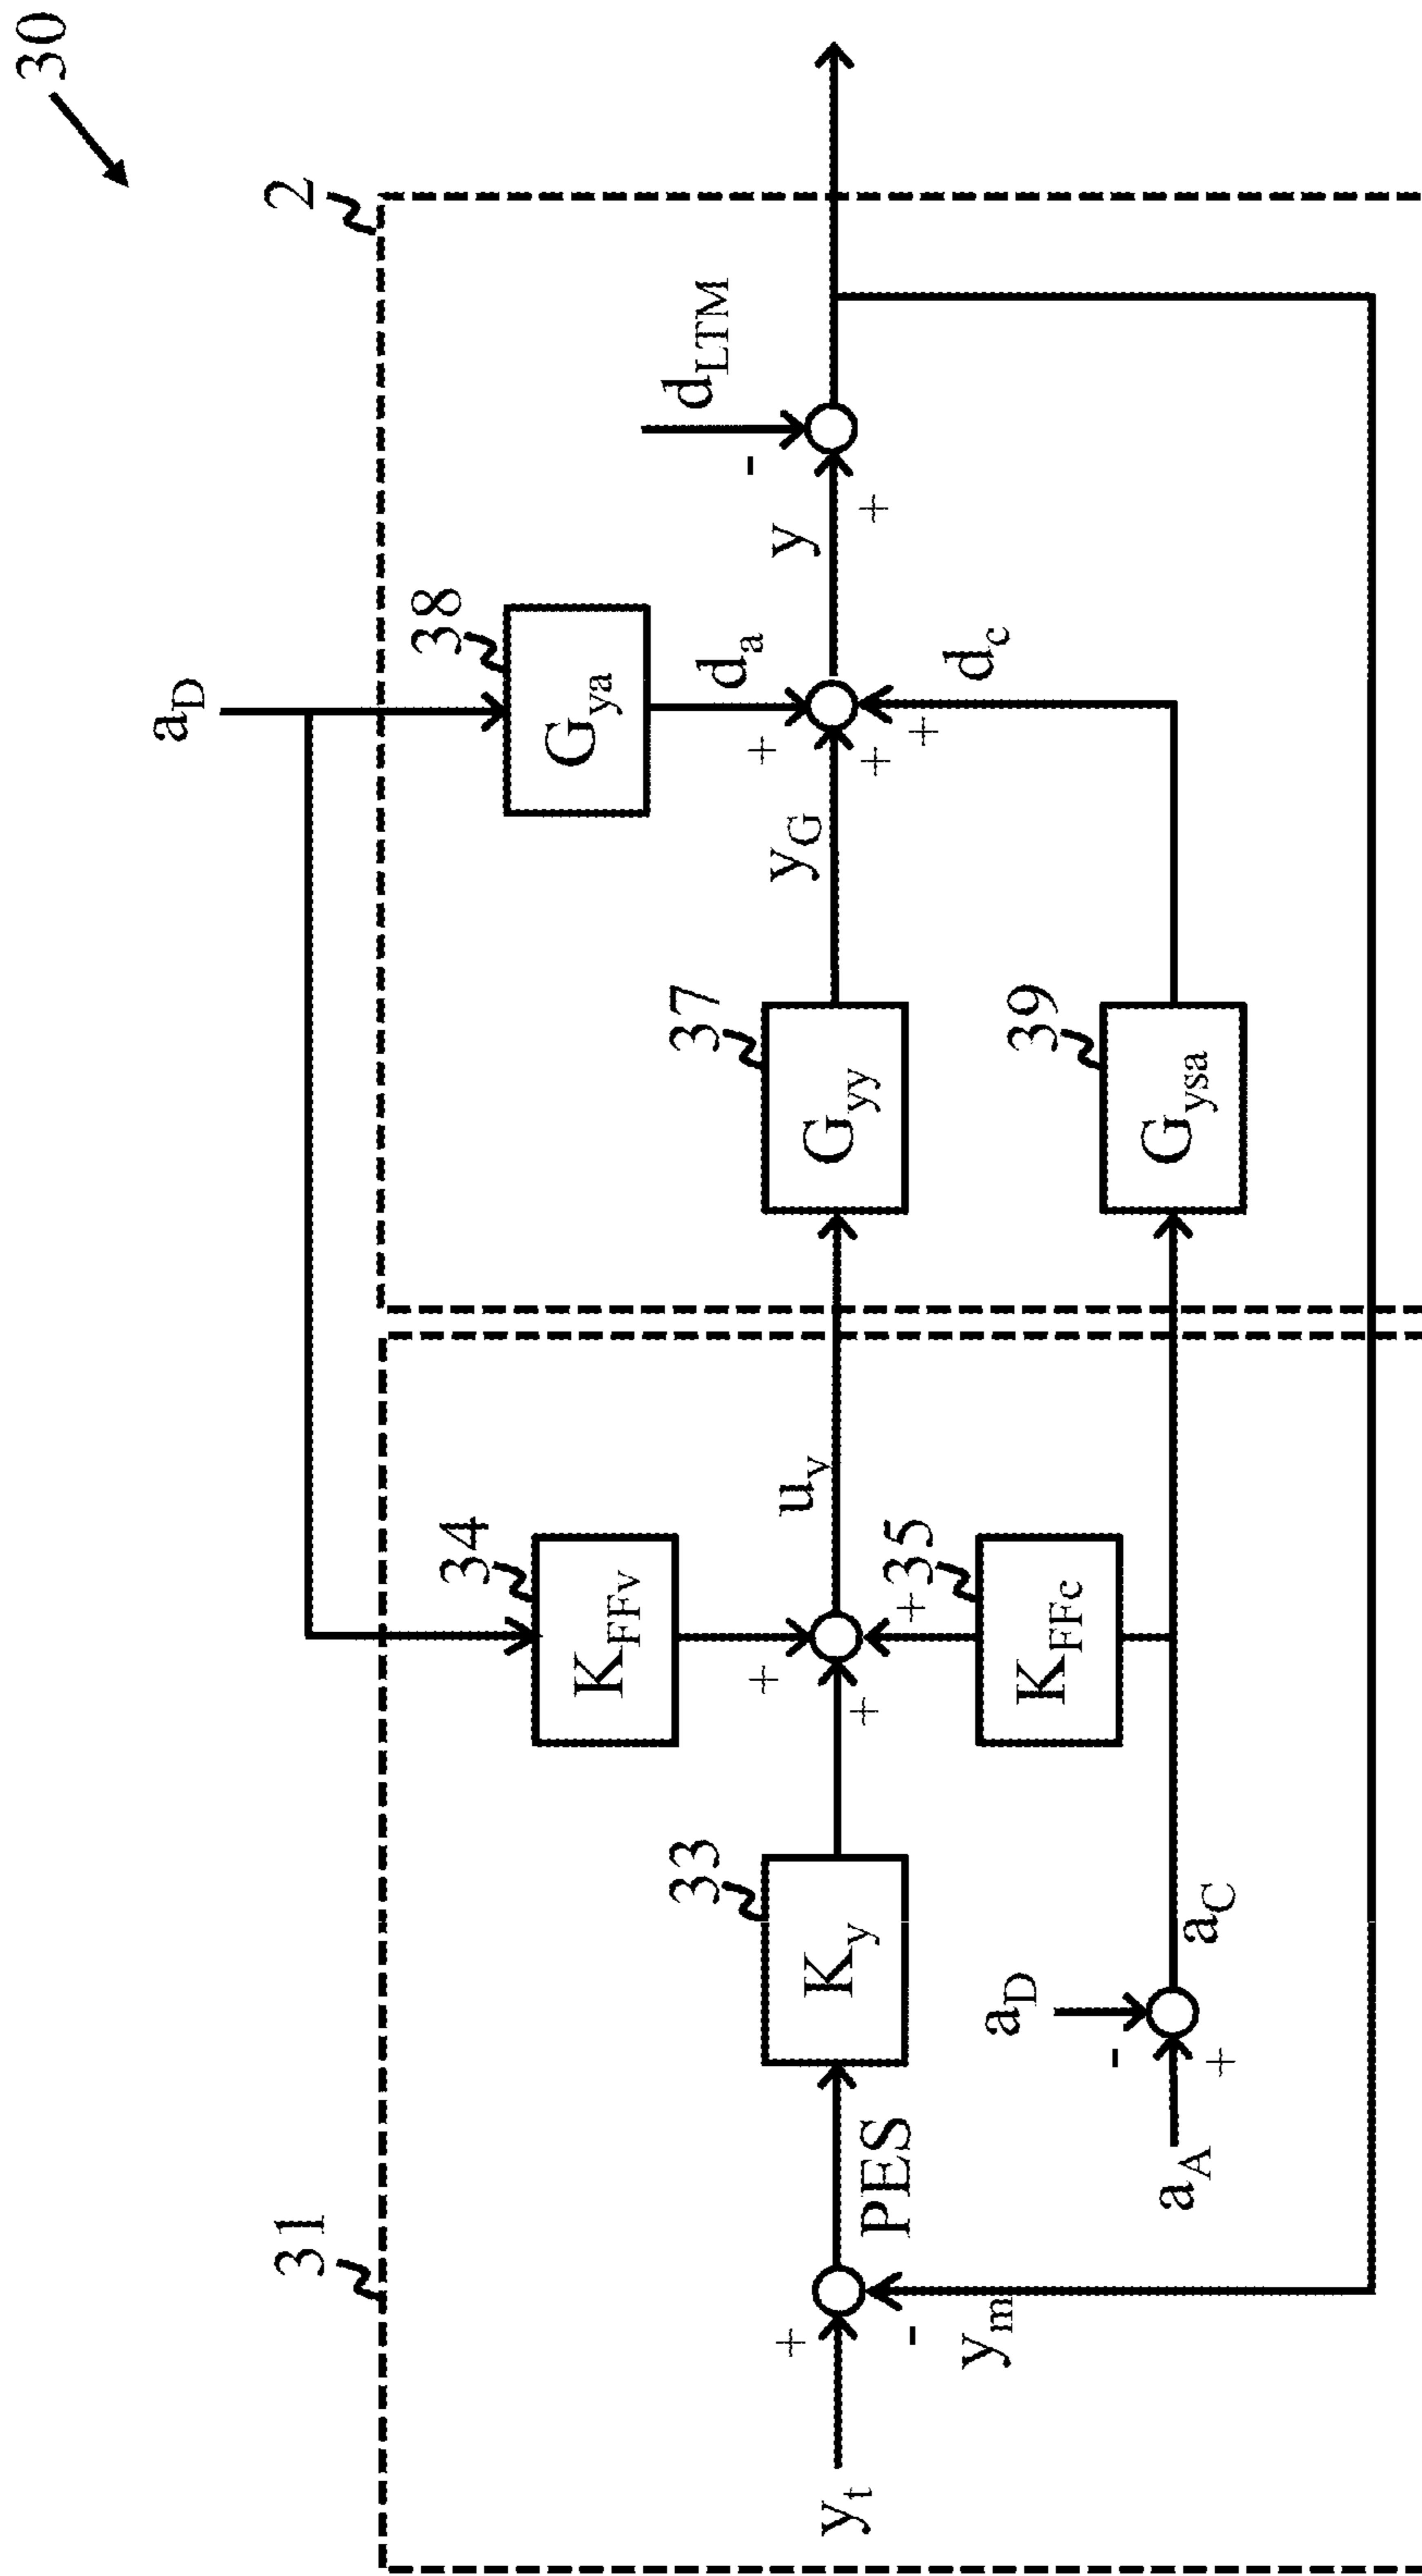 30
a_D
31
2
34
38
K_FFv
G_ya
33
37
d_a
d_LTM
y_t
+
-
y_m
PES
K_y
+
+
+
u_y
G_yy
y_G
+
+
+
y
-
+
35
K_FFc
39
G_ysa
d_c
a_D
-
+
a_A
a_C